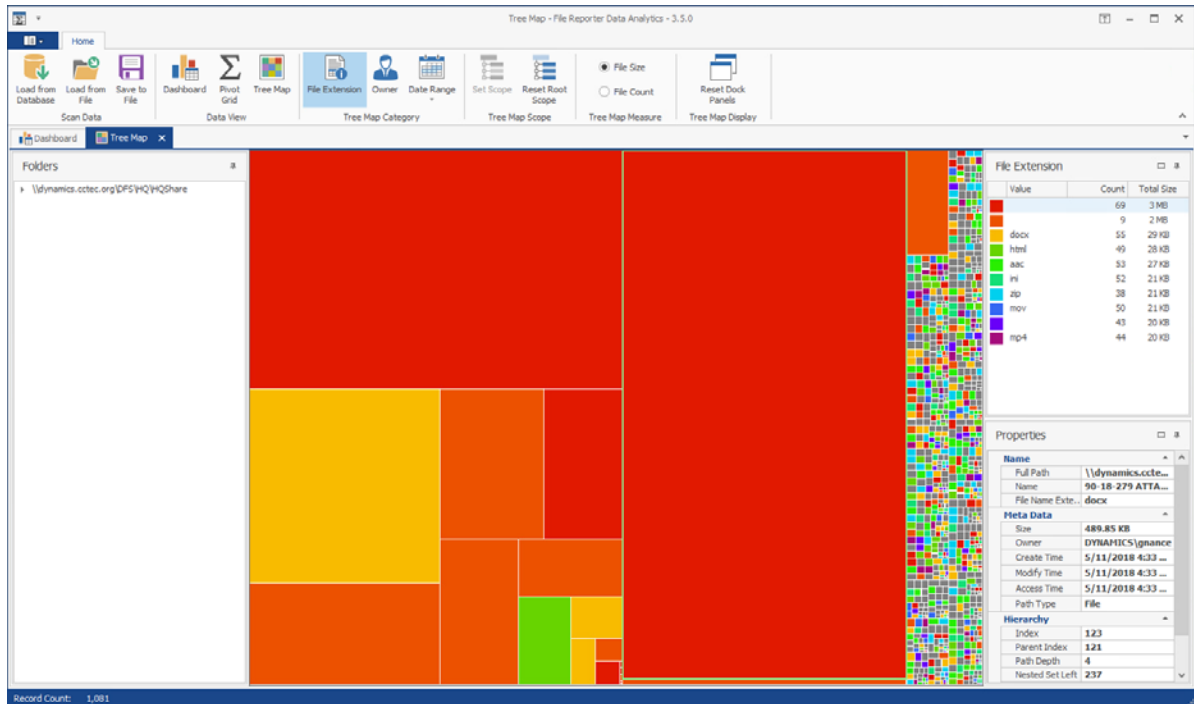 Tree Map - File Reporter Data Analytics - 3.5.0
Home
Load from Database
Load from File
Save to File
Dashboard
Pivot Grid
Tree Map
File Extension
Owner
Date Range
Set Scope
Reset Root Scope
File Size
File Count
Reset Dock Panels
Scan Data
Data View
Tree Map Category
Tree Map Scope
Tree Map Measure
Tree Map Display
Dashboard
Tree Map
Folders
\\dynamics.cctec.org\DFS\HQ\HQShare
File Extension
Value Count Total Size
69 3 MB
9 2 MB
docx 55 29 KB
html 49 28 KB
aac 53 27 KB
ini 52 21 KB
zip 38 21 KB
mov 50 21 KB
43 20 KB
mp4 44 20 KB
Properties
Name
Full Path \\dynamics.ccte...
Name 90-18-279 ATTA...
File Name Exte... docx
Meta Data
Size 489.85 KB
Owner DYNAMICS\gnance
Create Time 5/11/2018 4:33 ...
Modify Time 5/11/2018 4:33 ...
Access Time 5/11/2018 4:33 ...
Path Type File
Hierarchy
Index 123
Parent Index 121
Path Depth 4
Nested Set Left 237
Record Count: 1,081